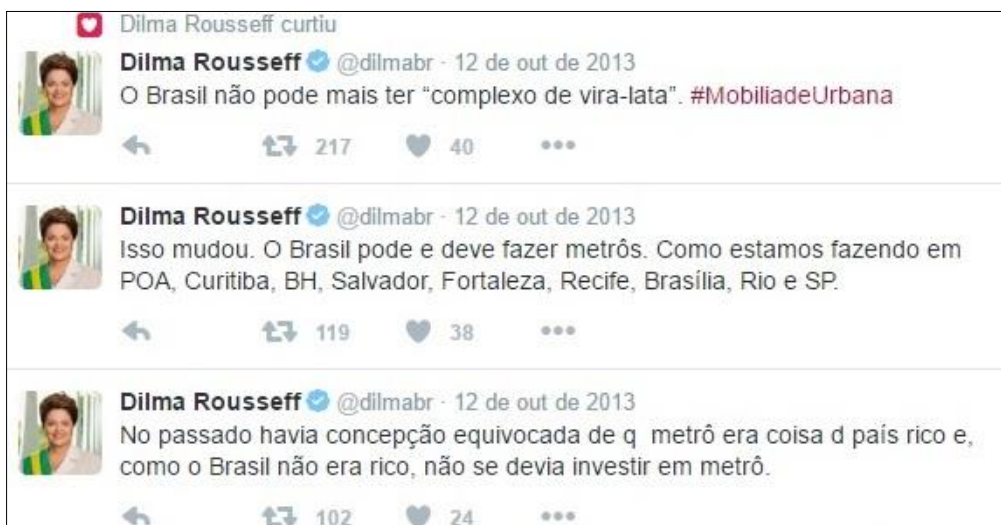 Dilma Rousseff curtiu
Dilma Rousseff @dilmabr · 12 de out de 2013
O Brasil não pode mais ter “complexo de vira-lata”. #MobiliadeUrbana
217 40
Dilma Rousseff @dilmabr · 12 de out de 2013
Isso mudou. O Brasil pode e deve fazer metrôs. Como estamos fazendo em
POA, Curitiba, BH, Salvador, Fortaleza, Recife, Brasília, Rio e SP.
119 38
Dilma Rousseff @dilmabr · 12 de out de 2013
No passado havia concepção equivocada de q metrô era coisa d país rico e,
como o Brasil não era rico, não se devia investir em metrô.
102 24